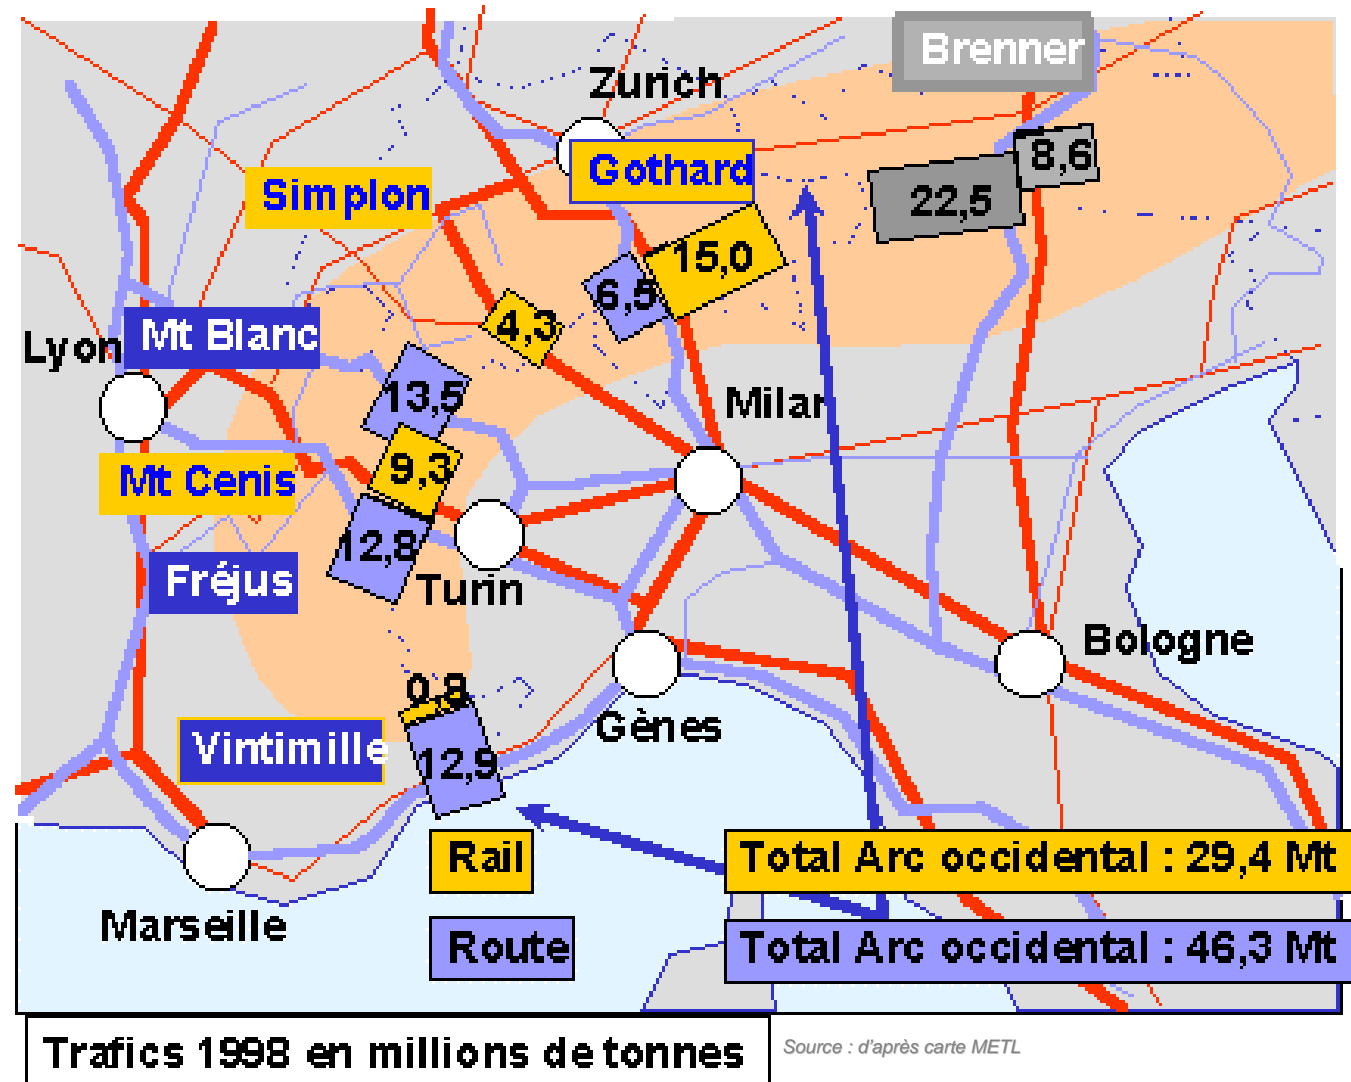 Brenner
Zurich
8,6
Gothard
Simplon
22,5
15,0
6,5
4,3
Mt Blanc
Lyon
13,5
Milan
9,3
Mt Cenis
12,8
Fréjus
Turin
Bologne
Gènes
Vintimille
12,9
Rail
Total Arc occidental : 29,4 Mt
Marseille
Route
Total Arc occidental : 46,3 Mt
Trafics 1998 en millions de tonnes
Source : d'après carte METL